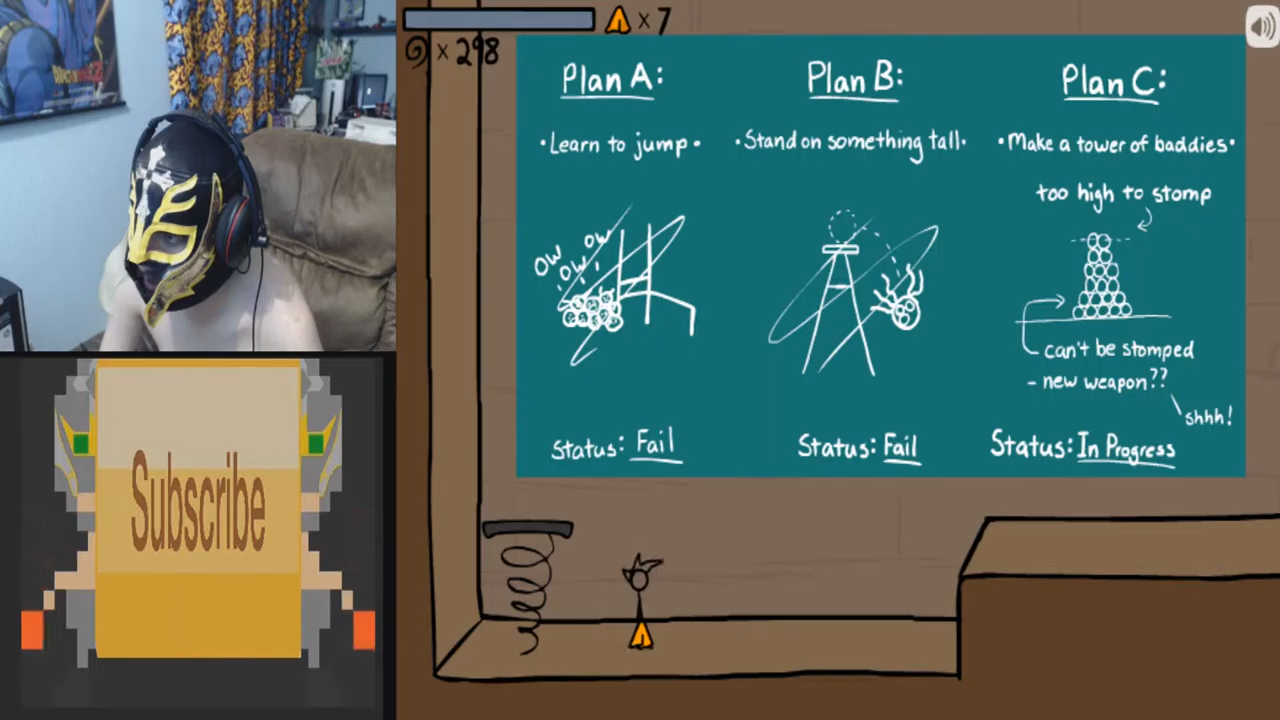 × 7
× 298
Plan A:
•Learn to jump•
OW
OW
OW
Status: Fail
Plan B:
•Stand on something tall•
Status: Fail
Plan C:
•Make a tower of baddies•
too high to stomp
can't be stomped
- new weapon??
shhh!
Status: In Progress
Subscribe